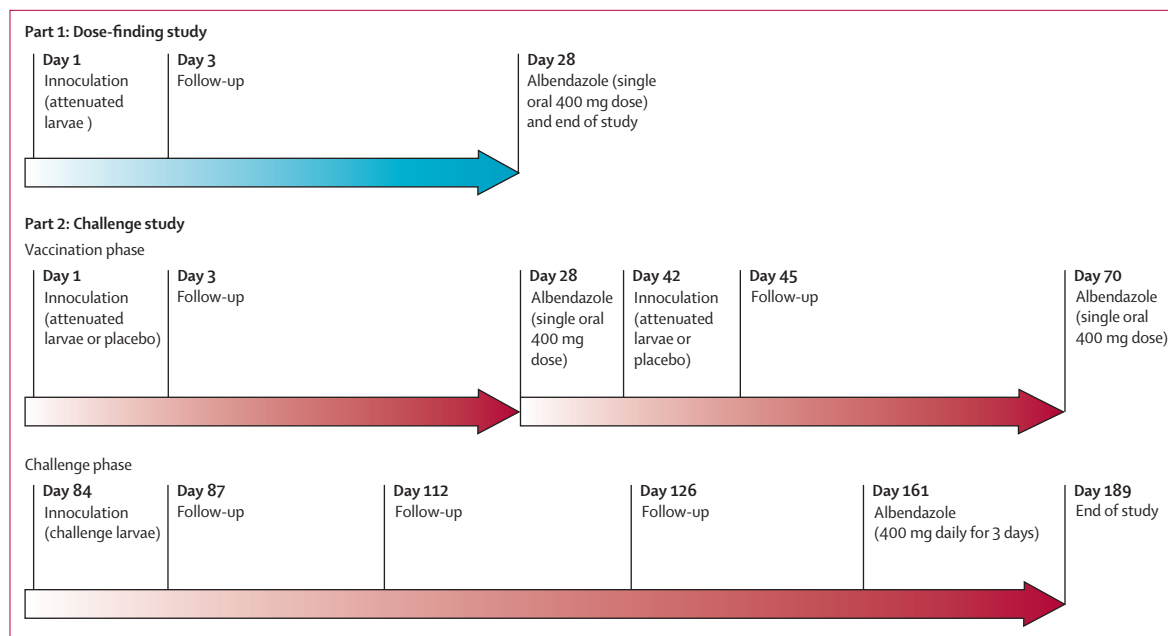 Part 1: Dose-finding study
Day 1
Innoculation
(attenuated
larvae )
Day 3
Follow-up
Day 28
Albendazole (single
oral 400 mg dose)
and end of study
Part 2: Challenge study
Vaccination phase
Day 1
Innoculation
(attenuated
larvae or placebo)
Day 3
Follow-up
Day 28
Albendazole
(single oral
400 mg
dose)
Day 42
Innoculation
(attenuated
larvae or
placebo)
Day 45
Follow-up
Day 70
Albendazole
(single oral
400 mg dose)
Challenge phase
Day 84
Innoculation
(challenge larvae)
Day 87
Follow-up
Day 112
Follow-up
Day 126
Follow-up
Day 161
Albendazole
(400 mg daily for 3 days)
Day 189
End of study